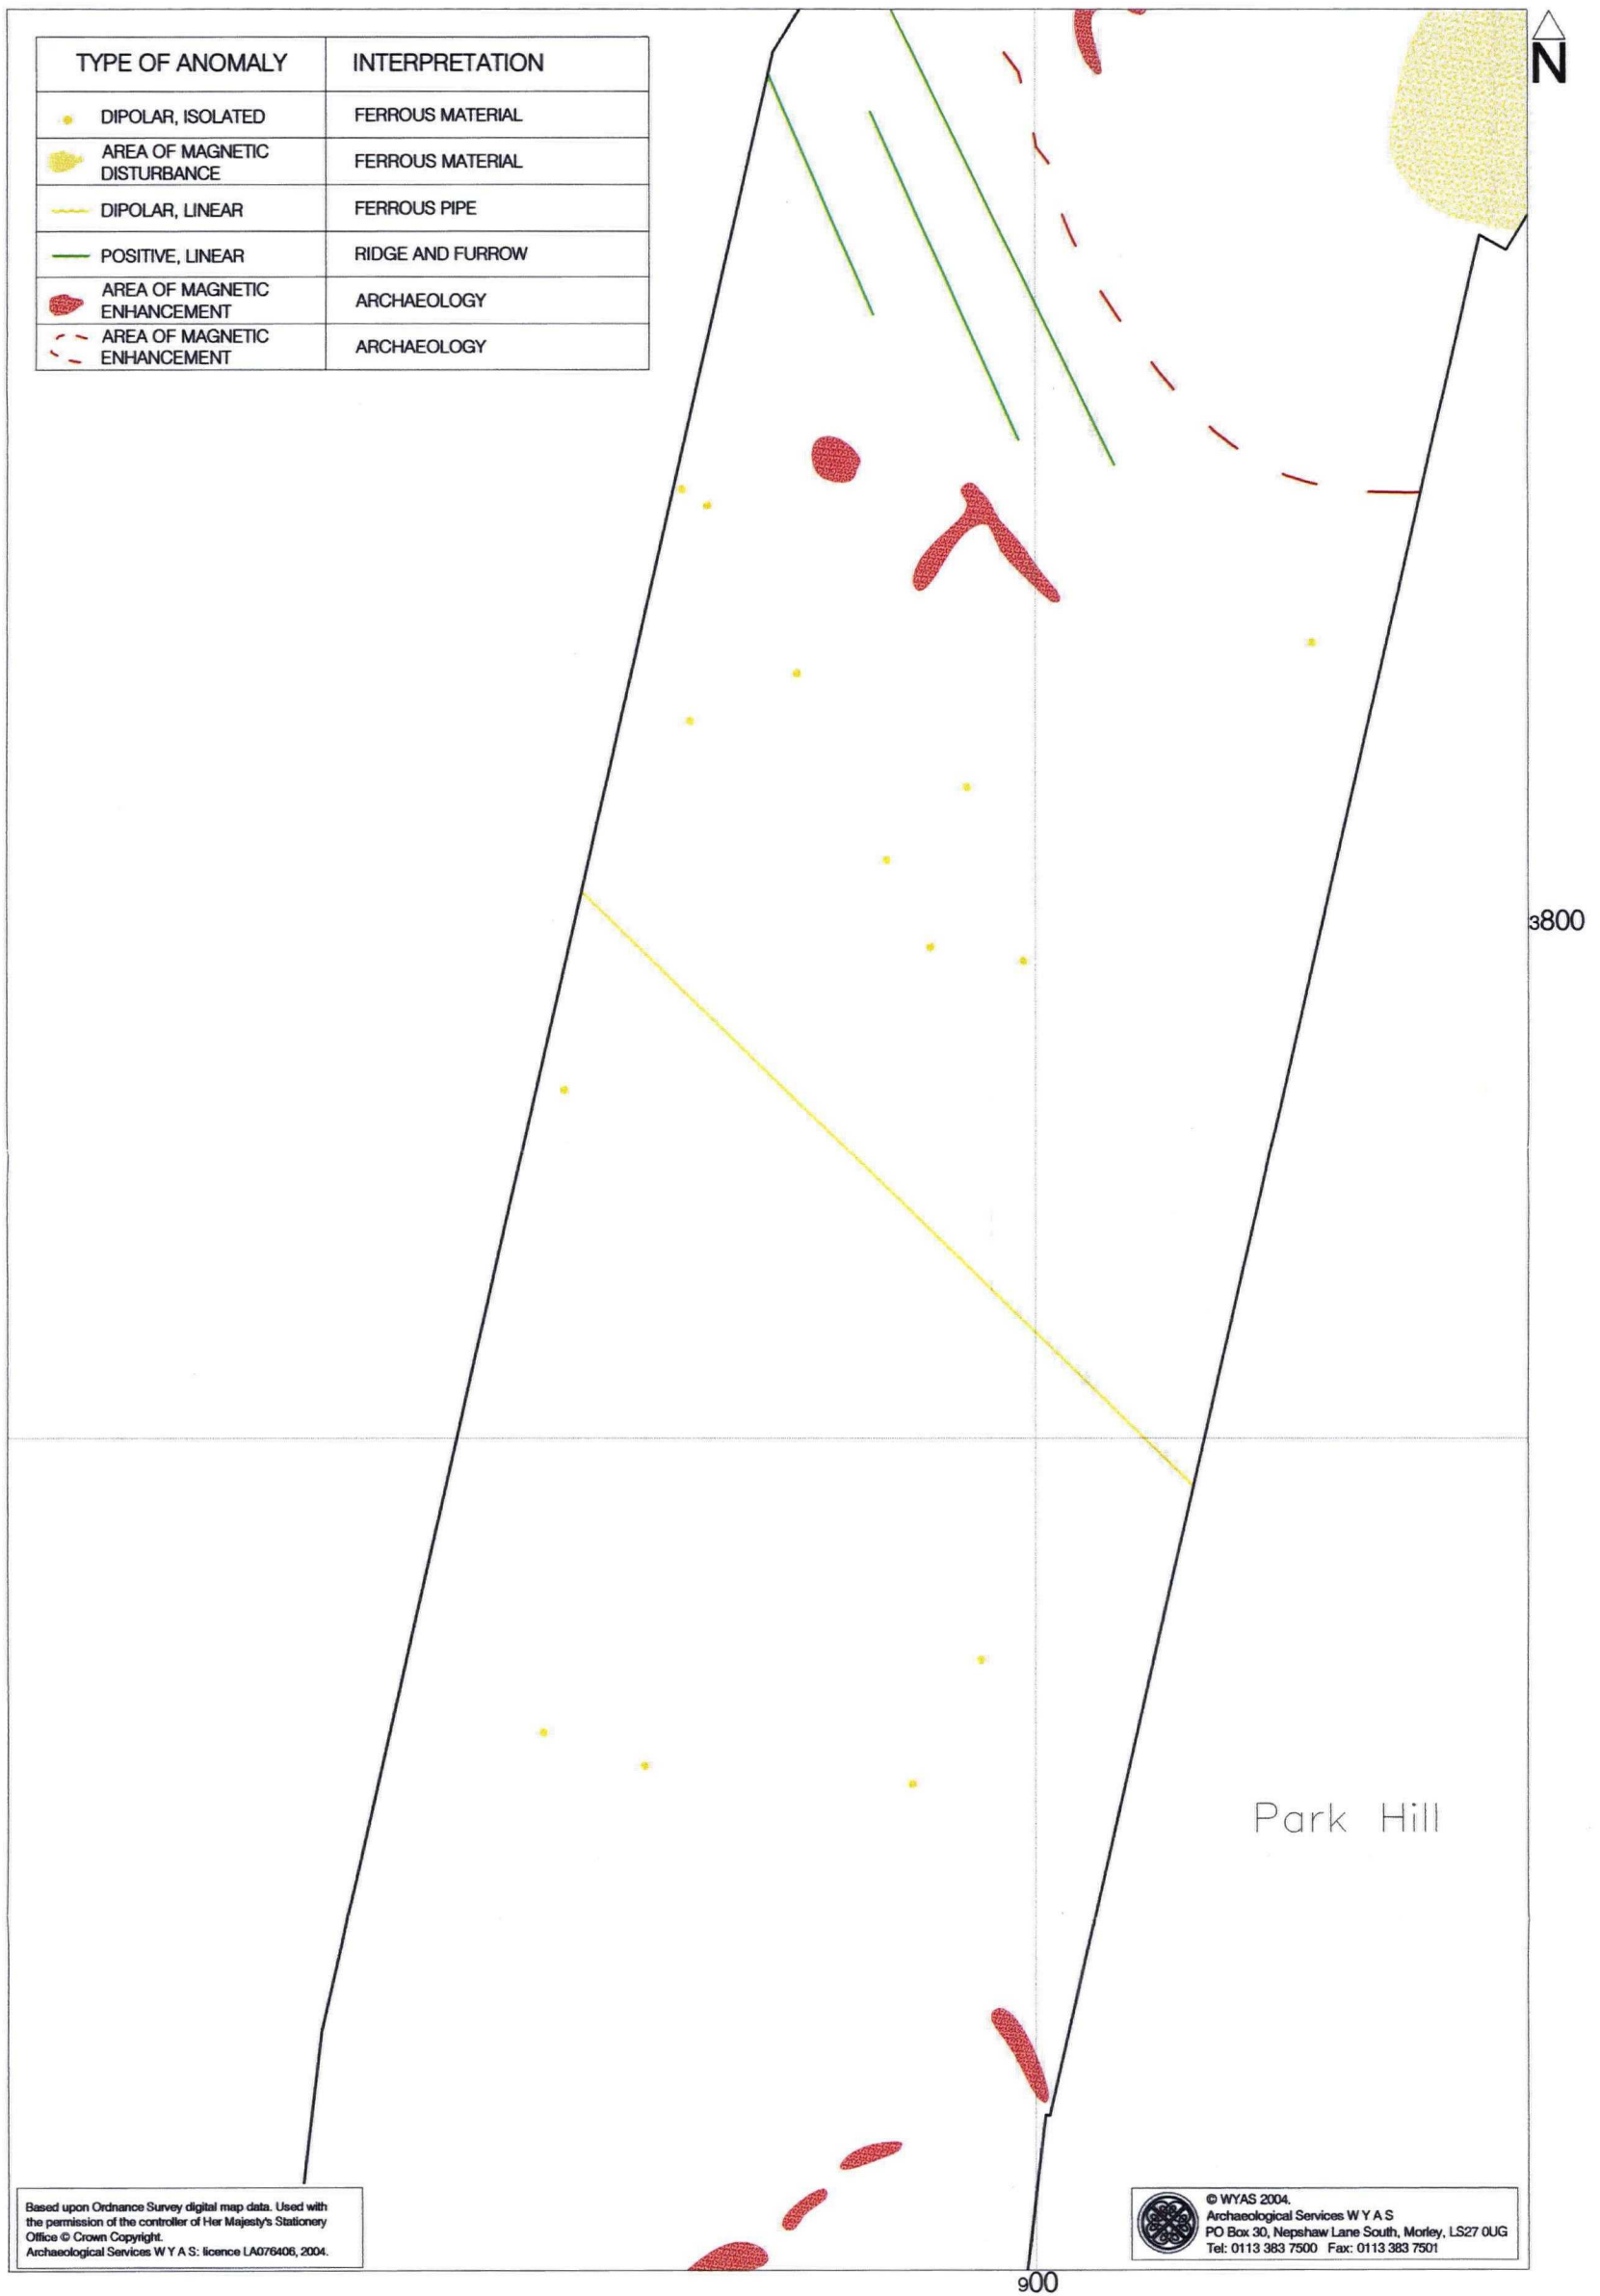 TYPE OF ANOMALY INTERPRETATION
DIPOLAR, ISOLATED FERROUS MATERIAL
AREA OF MAGNETIC
DISTURBANCE FERROUS MATERIAL
DIPOLAR, LINEAR FERROUS PIPE
POSITIVE, LINEAR RIDGE AND FURROW
AREA OF MAGNETIC
ENHANCEMENT ARCHAEOLOGY
AREA OF MAGNETIC
ENHANCEMENT ARCHAEOLOGY
N
3800
Park Hill
Based upon Ordnance Survey digital map data. Used with
the permission of the controller of Her Majesty's Stationery
Office © Crown Copyright.
Archaeological Services W Y A S: licence LA076406, 2004.
© WYAS 2004.
Archaeological Services W Y A S
PO Box 30, Nepshaw Lane South, Morley, LS27 0UG
Tel: 0113 383 7500 Fax: 0113 383 7501
900